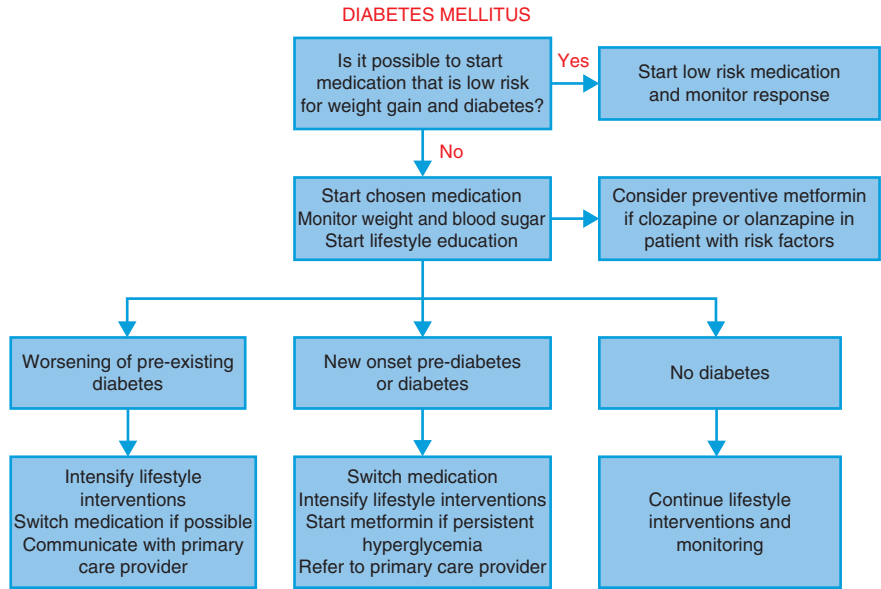 DIABETES MELLITUS
Is it possible to start
medication that is low risk
for weight gain and diabetes?
Yes
Start low risk medication
and monitor response
No
Start chosen medication
Monitor weight and blood sugar
Start lifestyle education
Consider preventive metformin
if clozapine or olanzapine in
patient with risk factors
Worsening of pre-existing
diabetes
New onset pre-diabetes
or diabetes
No diabetes
Intensify lifestyle
interventions
Switch medication if possible
Communicate with primary
care provider
Switch medication
Intensify lifestyle interventions
Start metformin if persistent
hyperglycemia
Refer to primary care provider
Continue lifestyle
interventions and
monitoring